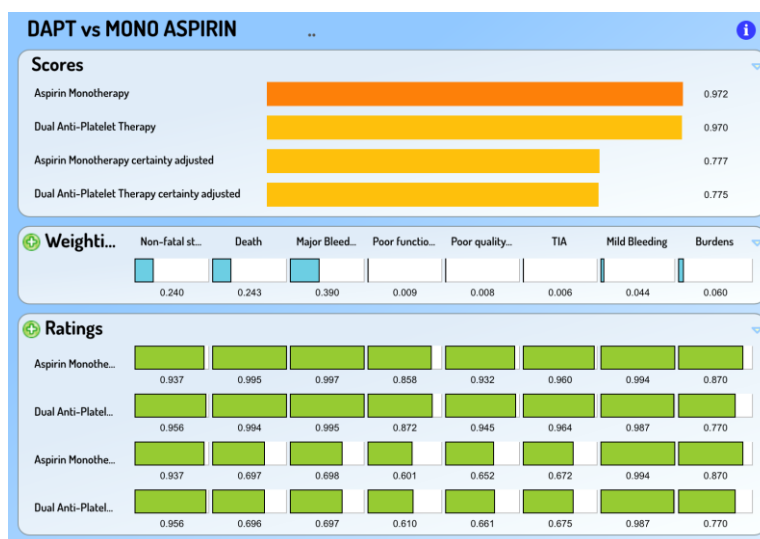 DAPT vs MONO ASPIRIN ..
i
Scores
Aspirin Monotherapy 0.972
Dual Anti-Platelet Therapy 0.970
Aspirin Monotherapy certainty adjusted 0.777
Dual Anti-Platelet Therapy certainty adjusted 0.775
Weighti... Non-fatal st... Death Major Bleed... Poor functio... Poor quality... TIA Mild Bleeding Burdens
0.240 0.243 0.390 0.009 0.008 0.006 0.044 0.060
Ratings
Aspirin Monothe...
0.937 0.995 0.997 0.858 0.932 0.960 0.994 0.870
Dual Anti-Platel...
0.956 0.994 0.995 0.872 0.945 0.964 0.987 0.770
Aspirin Monothe...
0.937 0.697 0.698 0.601 0.652 0.672 0.994 0.870
Dual Anti-Platel...
0.956 0.696 0.697 0.610 0.661 0.675 0.987 0.770